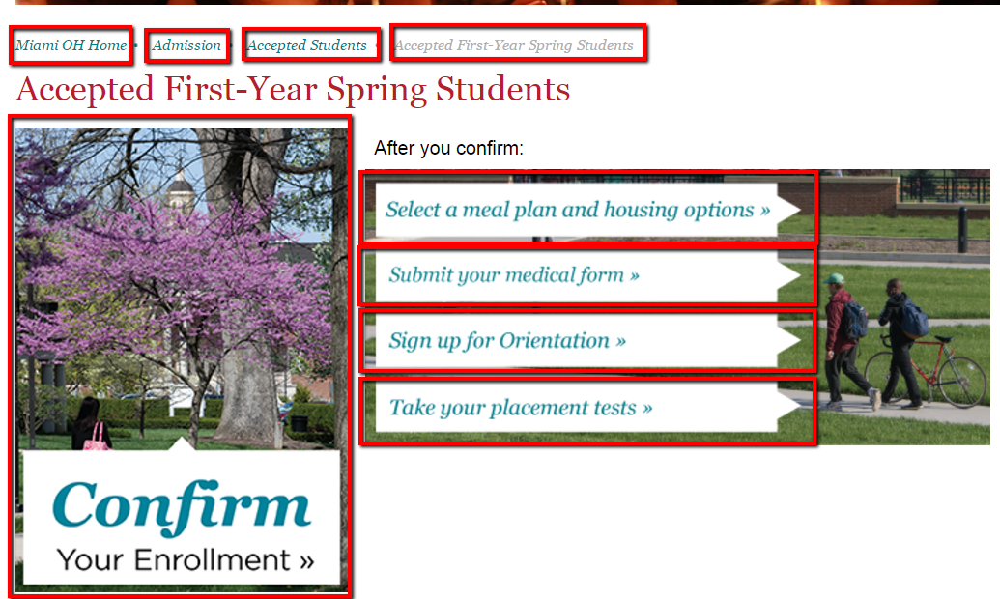 Miami OH Home • Admission • Accepted Students • Accepted First-Year Spring Students
Accepted First-Year Spring Students
After you confirm:
Select a meal plan and housing options »
Submit your medical form »
Sign up for Orientation »
Take your placement tests »
Confirm
Your Enrollment »